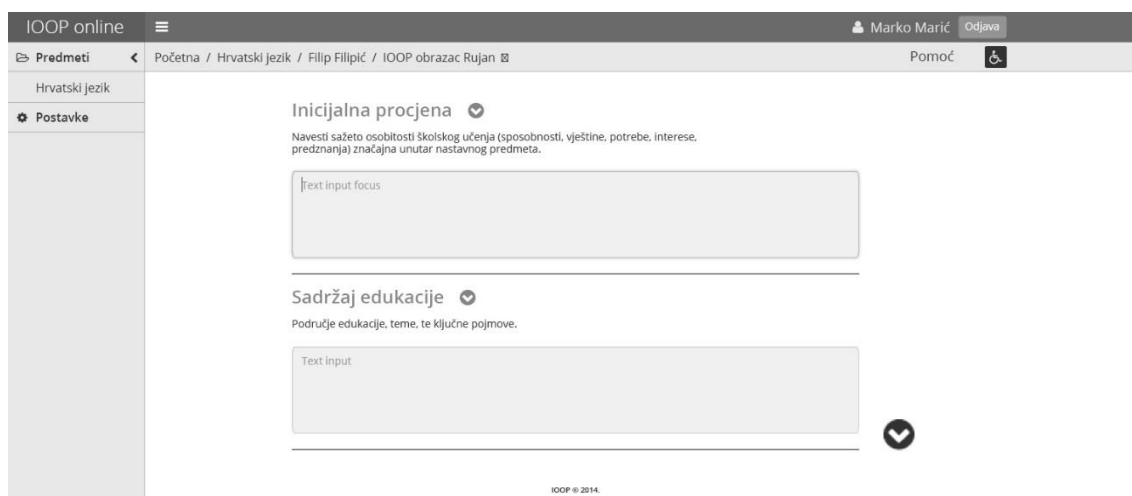 IOOP online
Marko Marić Odjava
Predmeti
Početna / Hrvatski jezik / Filip Filipić / IOOP obrazac Rujan
Pomoć
Hrvatski jezik
Postavke
Inicijalna procjena
Navesti sažeto osobitosti školskog učenja (sposobnosti, vještine, potrebe, interese,
predznanja) značajna unutar nastavnog predmeta.
Text input focus
Sadržaj edukacije
Područje edukacije, teme, te ključne pojmove.
Text input
IOOP © 2014.